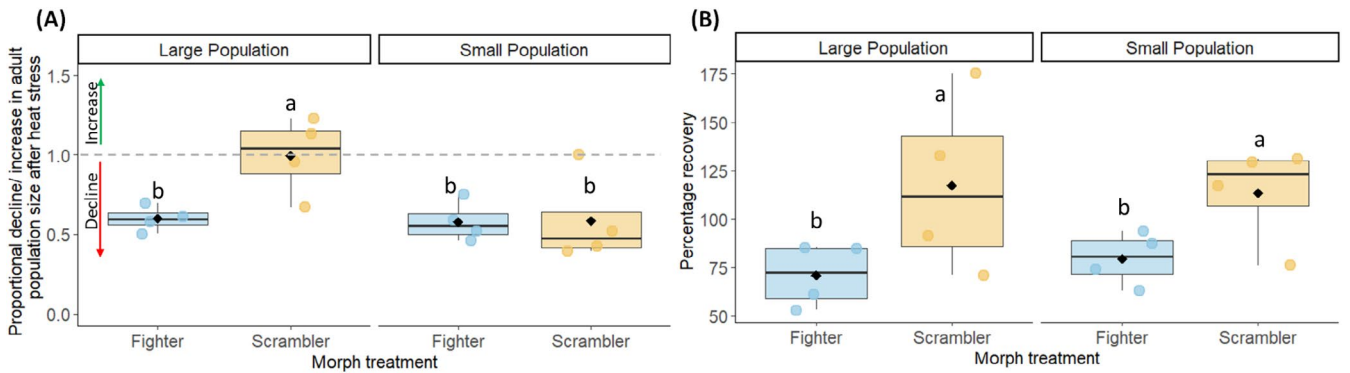 (A)
Large Population
Small Population
Proportional decline/ increase in adult
population size after heat stress
1.5
1.0
0.5
0.0
Increase
Decline
b
a
b
b
Fighter
Scrambler
Fighter
Scrambler
Morph treatment
(B)
Large Population
Small Population
Percentage recovery
175
150
125
100
75
50
b
a
b
a
Fighter
Scrambler
Fighter
Scrambler
Morph treatment